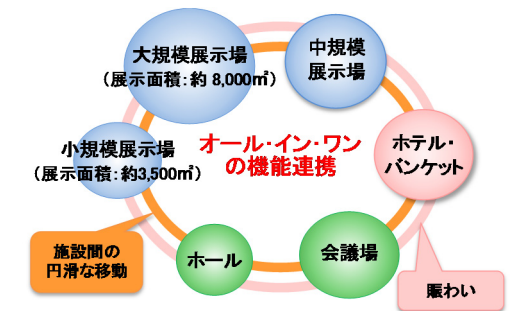 大規模展示場
（展示面積：約 8,000㎡）
中規模
展示場
小規模展示場
（展示面積：約3,500㎡）
オール･イン･ワン
の機能連携
ホテル・
バンケット
施設間の
円滑な移動
ホール
会議場
賑わい